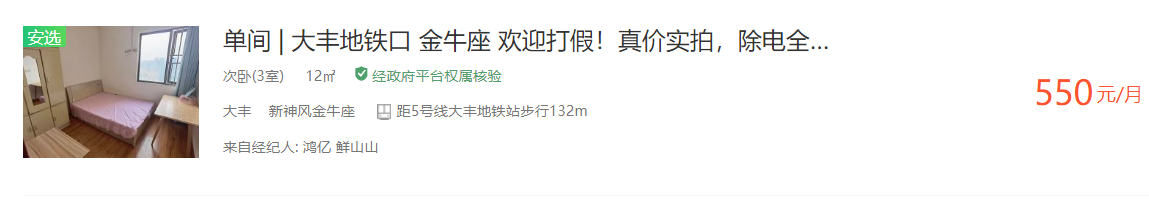 安选
单间 | 大丰地铁口 金牛座 欢迎打假！真价实拍，除电全...
次卧(3室) 12㎡ 经政府平台权属核验
大丰 新神风金牛座 距5号线大丰地铁站步行132m
550 元/月
来自经纪人: 鸿亿 鲜山山